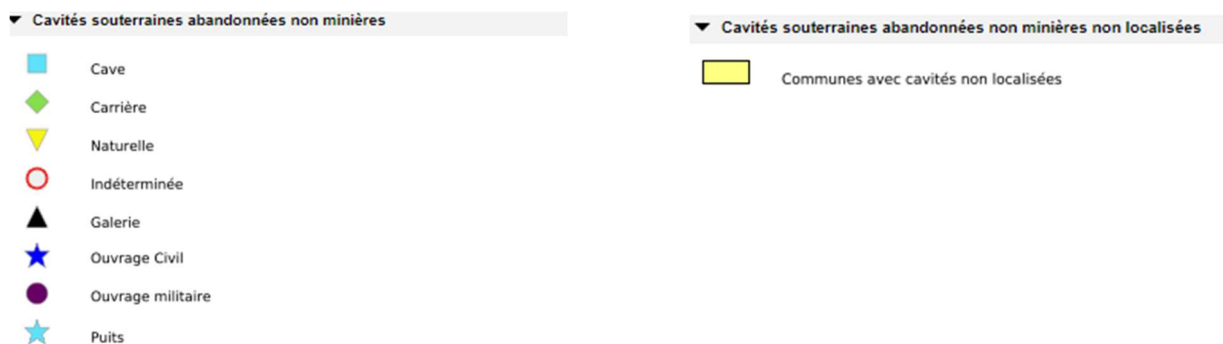 Cavités souterraines abandonnées non minières
Cave
Carrière
Naturelle
Indéterminée
Galerie
Ouvrage Civil
Ouvrage militaire
Puits
Cavités souterraines abandonnées non minières non localisées
Communes avec cavités non localisées